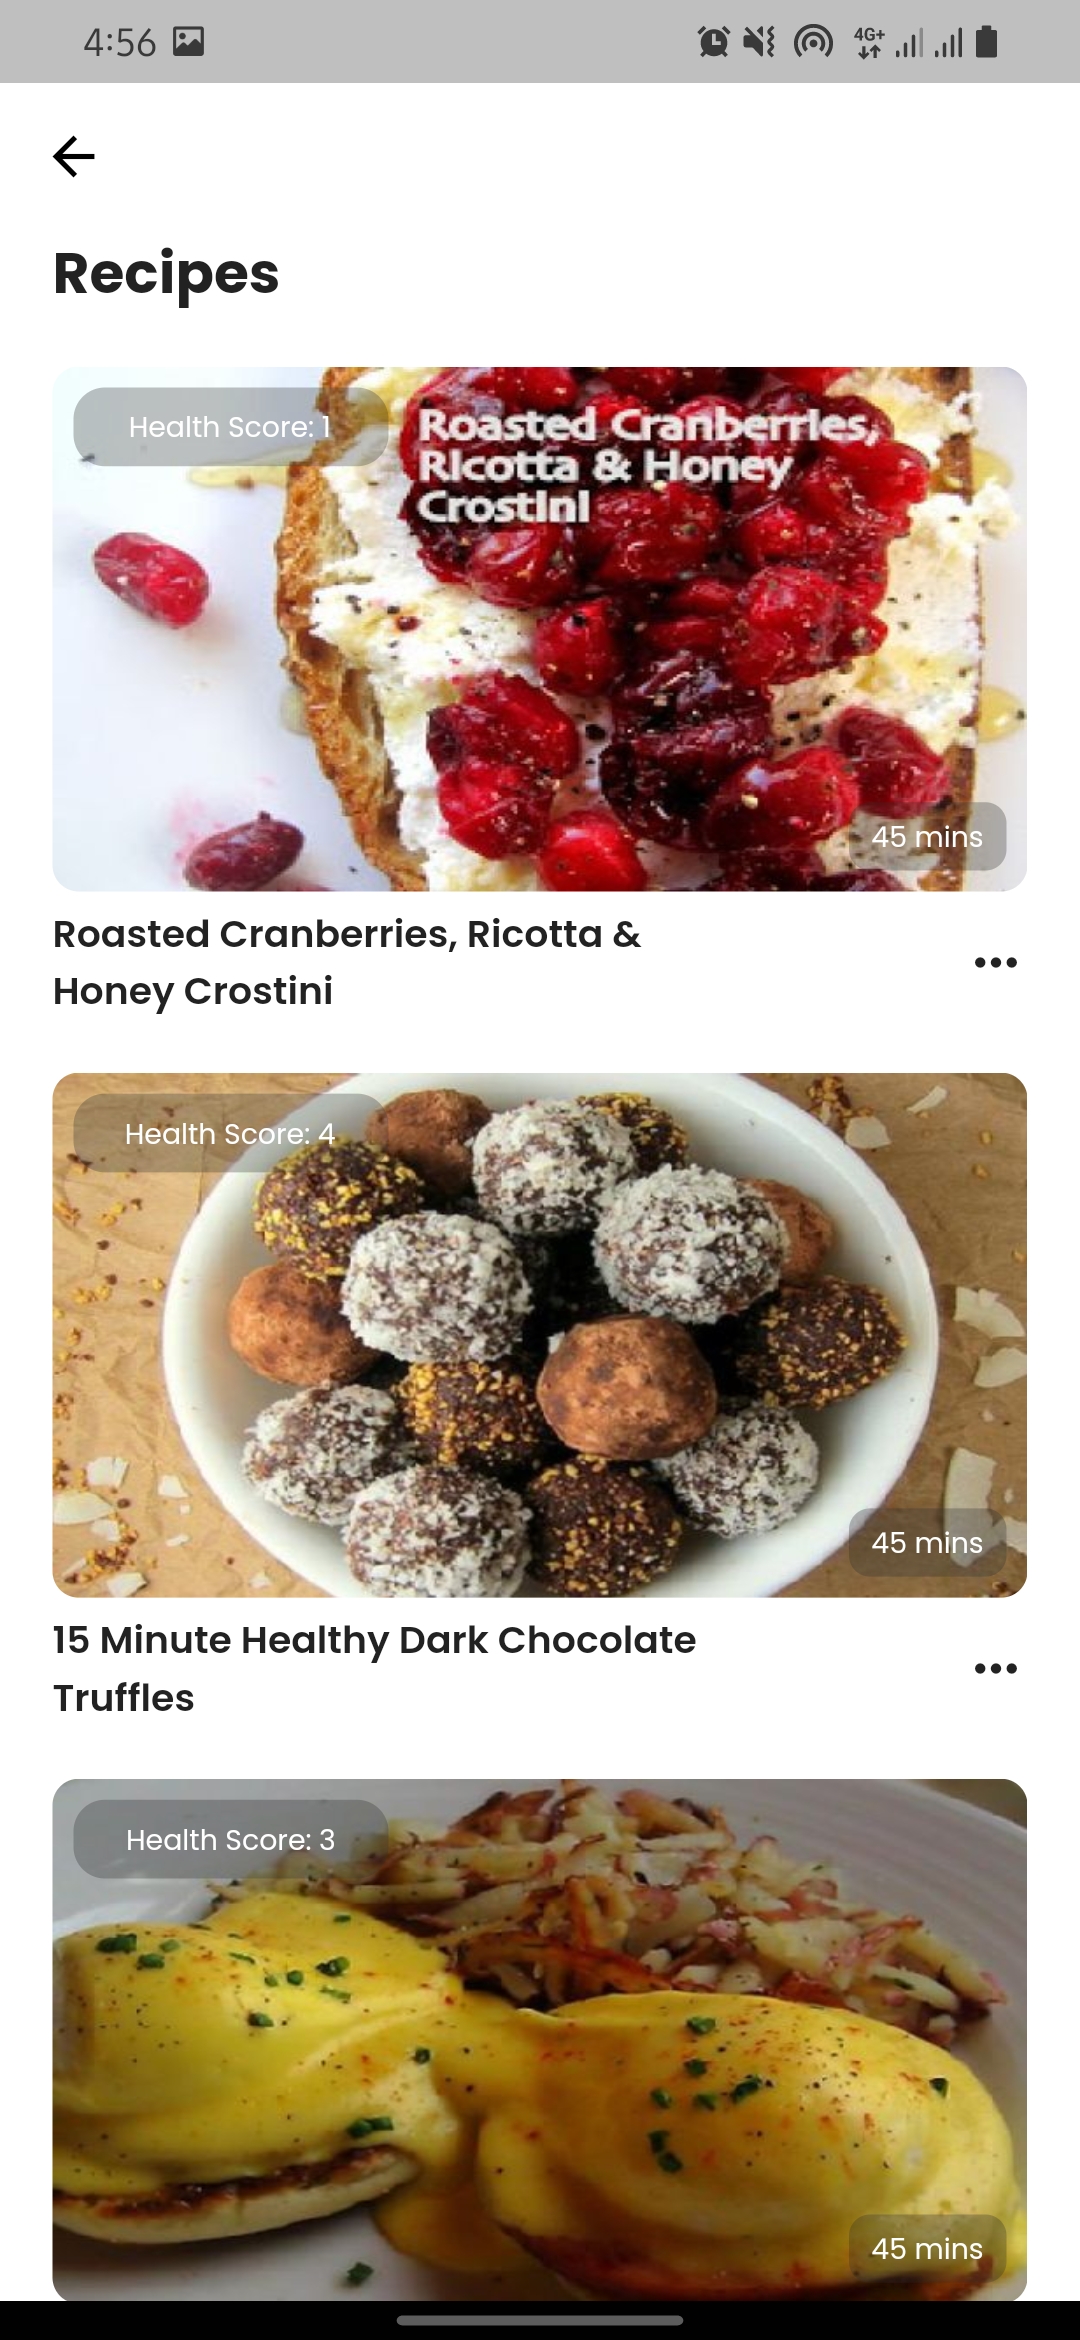 4:56
4G+
Recipes
Health Score: 1
Roasted Cranberries,
Ricotta & Honey
Crostini
45 mins
Roasted Cranberries, Ricotta &
Honey Crostini
Health Score: 4
45 mins
15 Minute Healthy Dark Chocolate
Truffles
Health Score: 3
45 mins